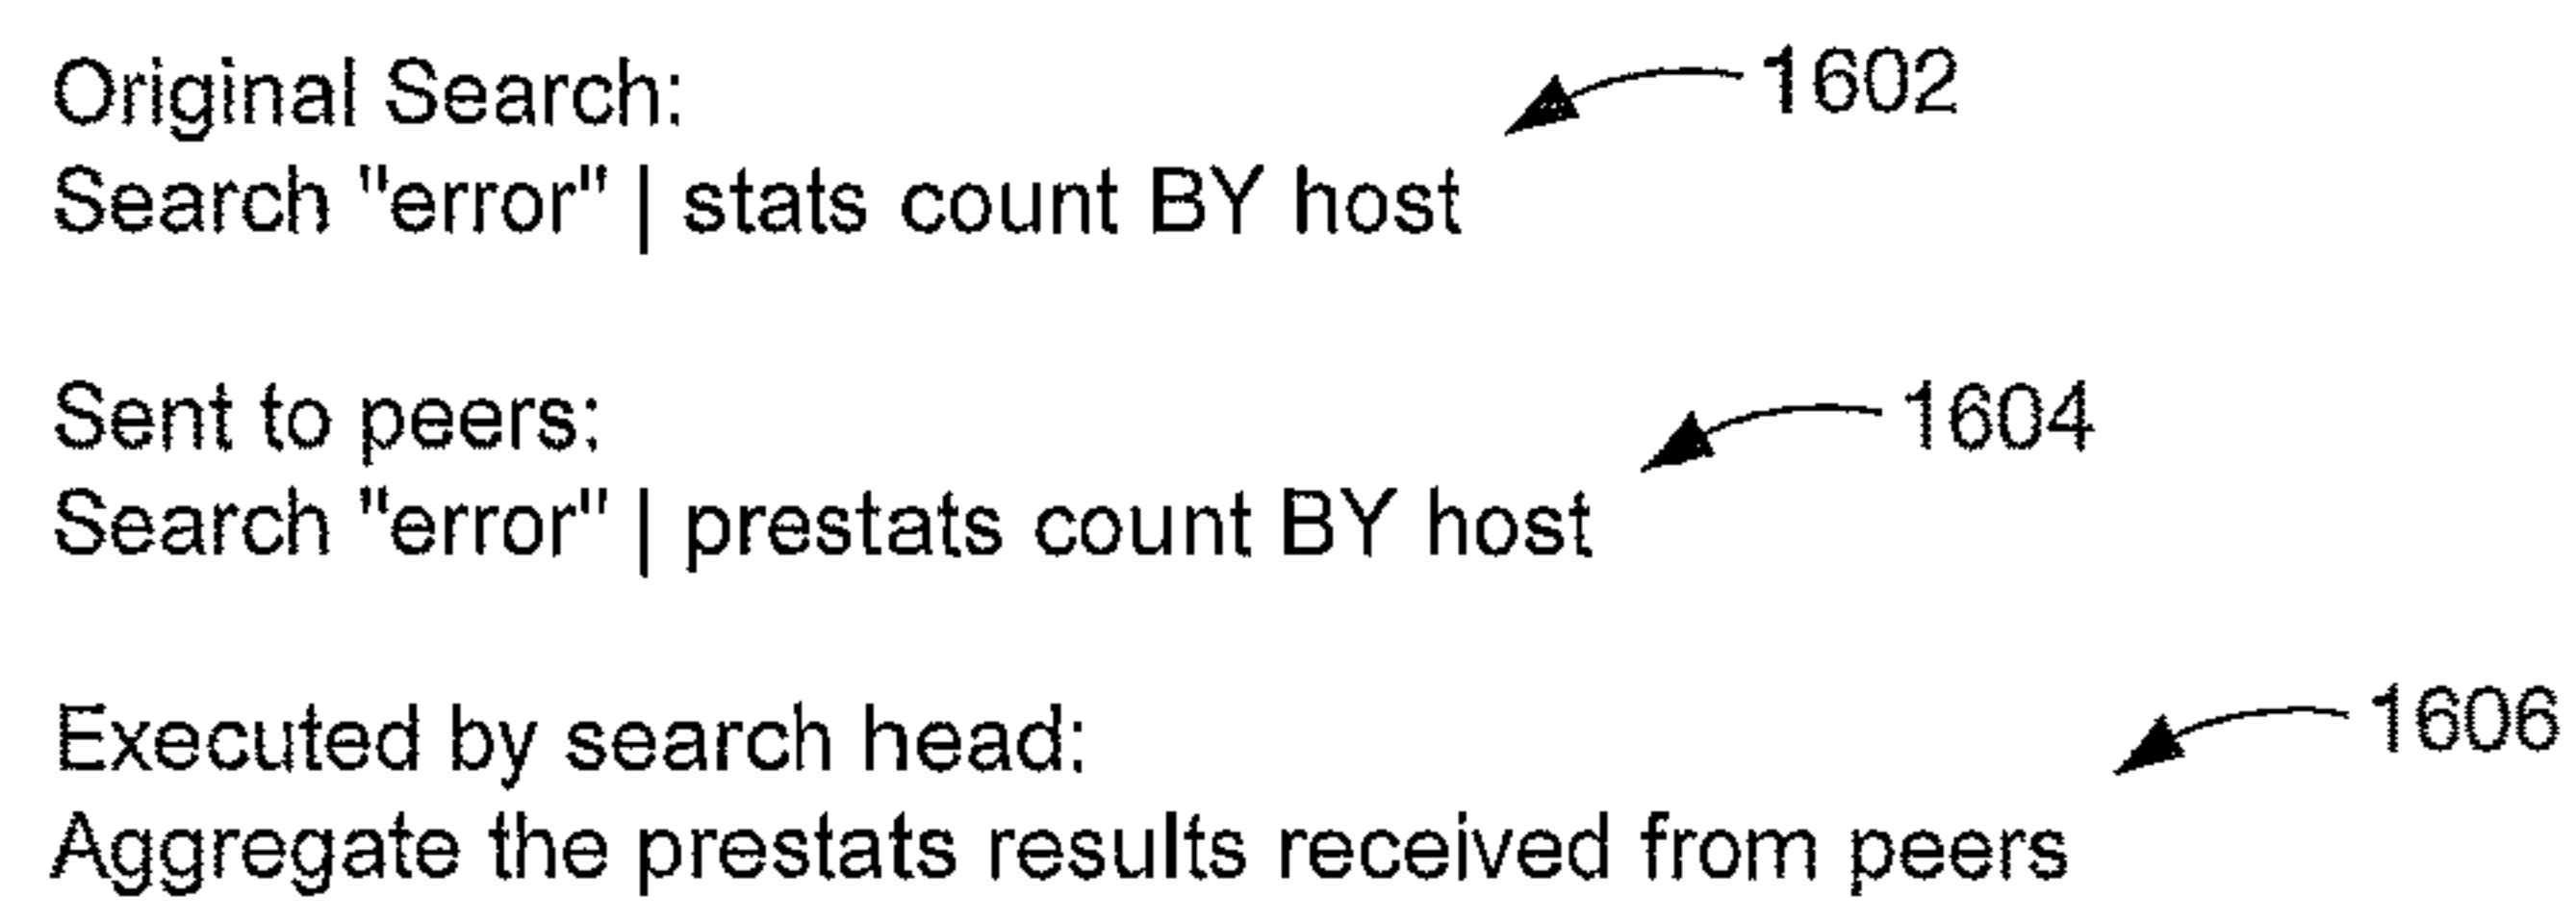 Original Search:
1602
Search "error" | stats count BY host
Sent to peers:
1604
Search "error" | prestats count BY host
Executed by search head:
1606
Aggregate the prestats results received from peers